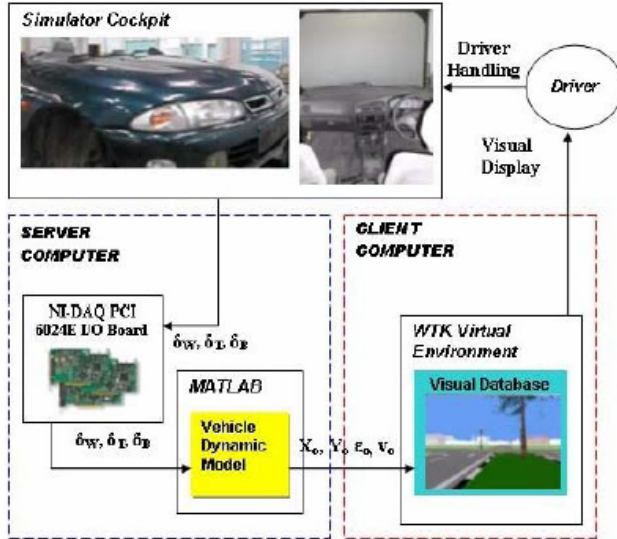 Simulator Cockpit
Driver
Handling
Driver
Visual
Display
SERVER
COMPUTER
CLIENT
COMPUTER
NI-DAQ PCI
6024E I/O Board
δW, δT, δB
MATLAB
Vehicle
Dynamic
Model
δW, δT, δB
Xo, Yo, εo, vo
WTK Virtual
Environment
Visual Database